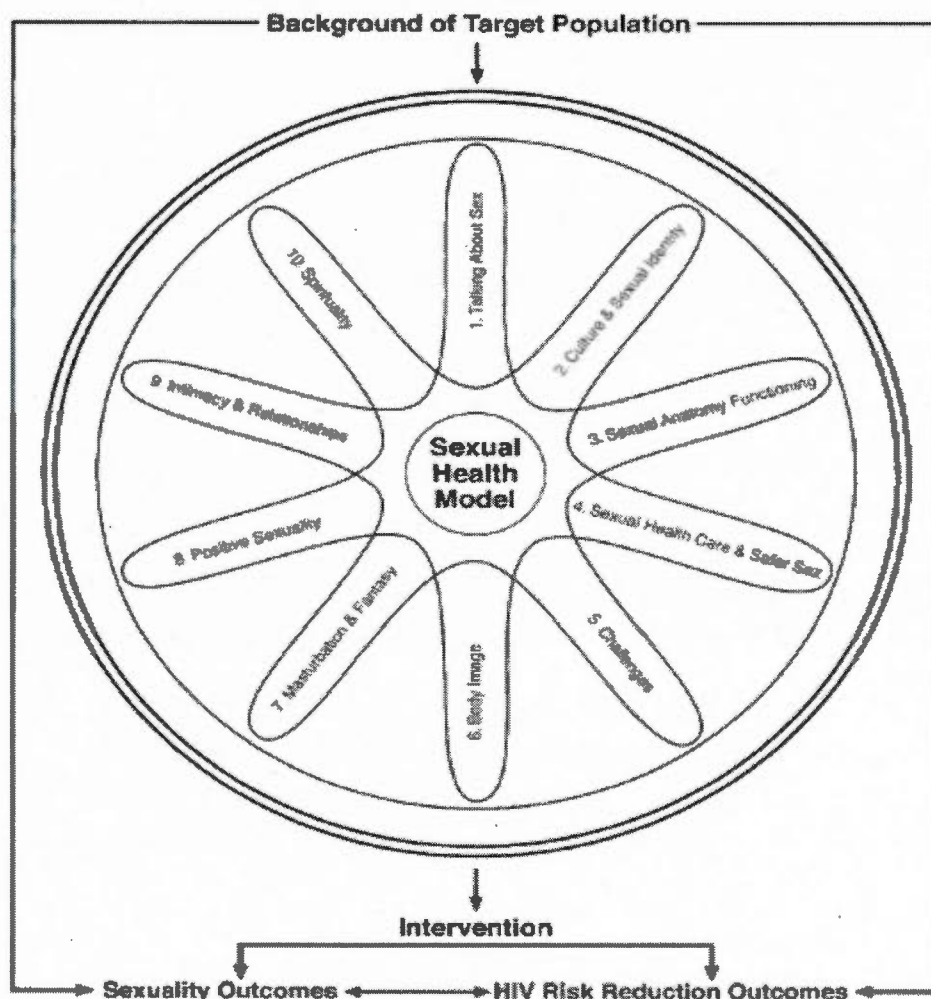 Background of Target Population
1. Talking About Sex
2. Culture & Sexual Identity
3. Sexual Anatomy Functioning
4. Sexual Health Care & Safer Sex
5. Challenges
6. Body Image
7. Masturbation & Fantasy
8. Positive Sexuality
9. Intimacy & Relationships
10. Spirituality
Sexual
Health
Model
Intervention
Sexuality Outcomes
HIV Risk Reduction Outcomes